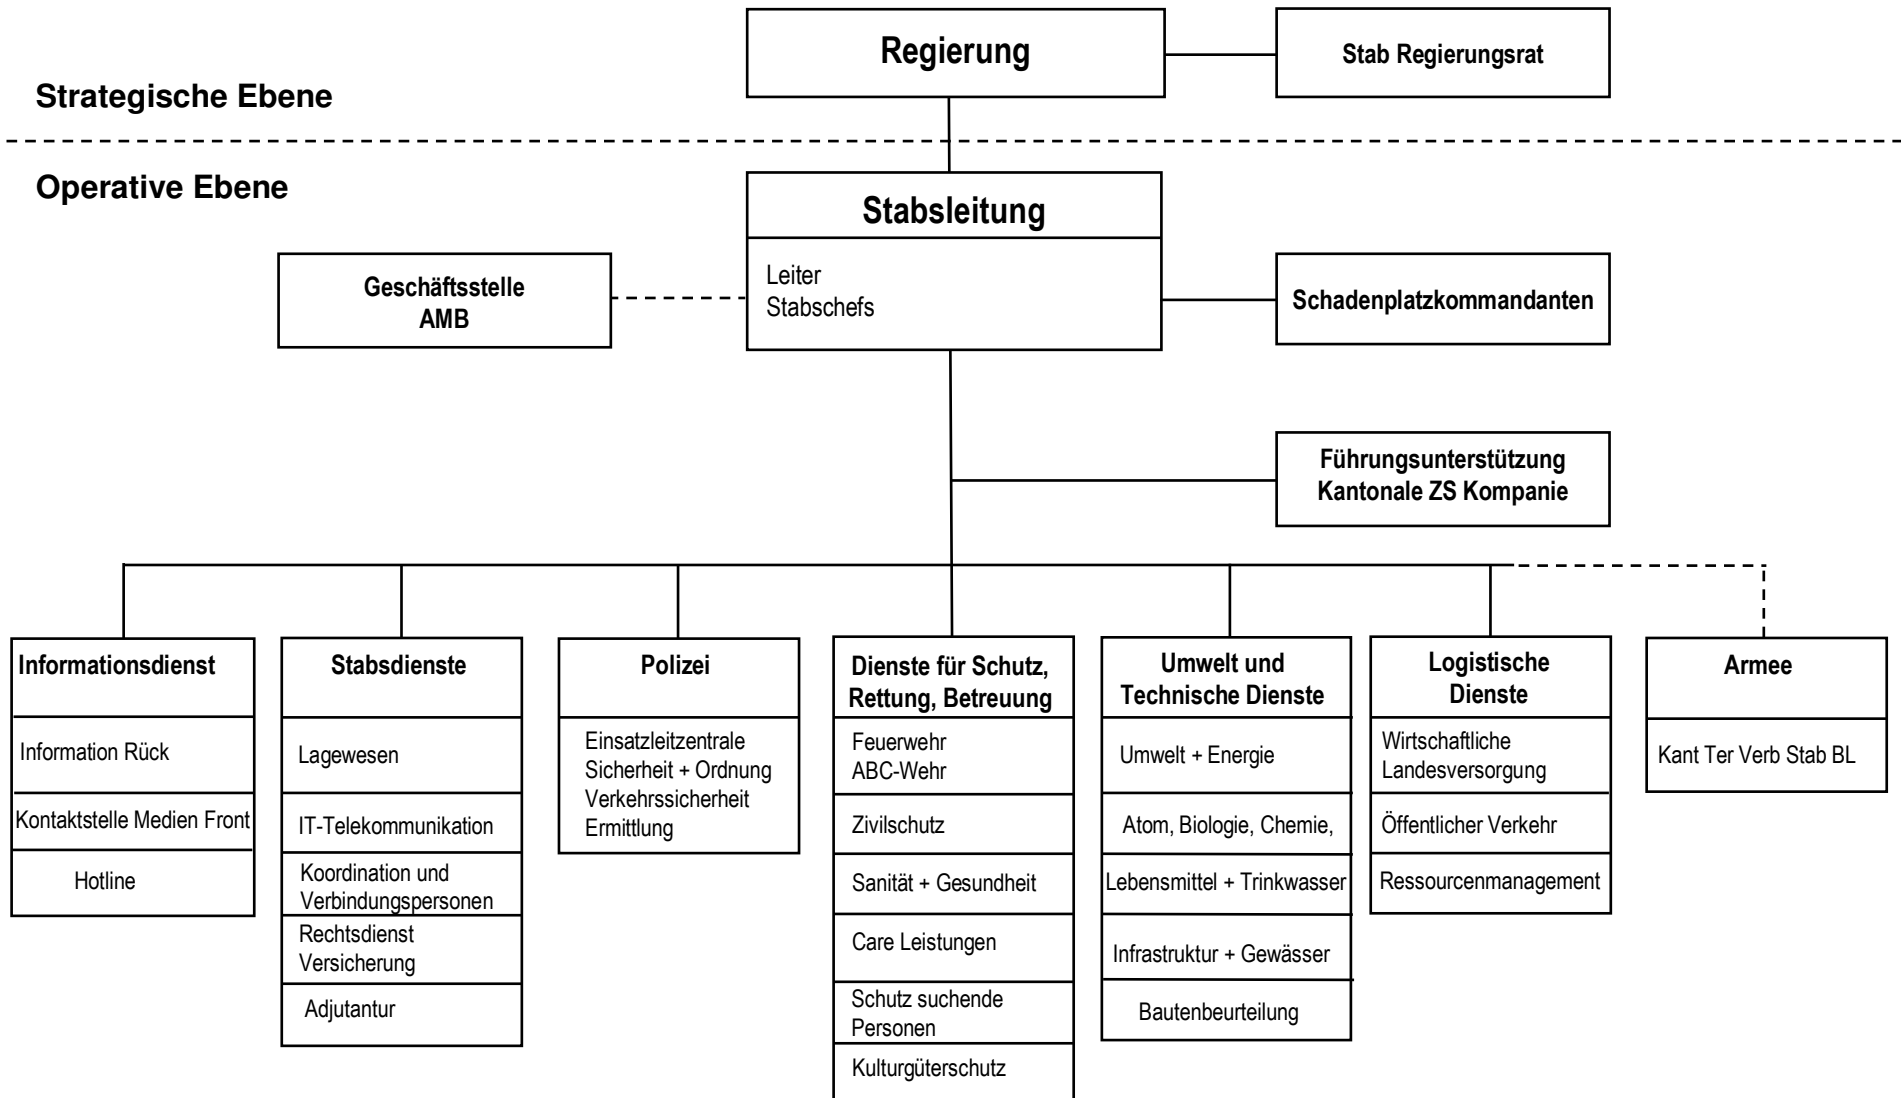 Regierung
Stab Regierungsrat
Strategische Ebene
Operative Ebene
Stabsleitung
Leiter
Stabschefs
Geschäftsstelle
AMB
Schadenplatzkommandanten
Führungsunterstützung
Kantonale ZS Kompanie
Informationsdienst
Information Rück
Kontaktstelle Medien Front
Hotline
Stabsdienste
Lagewesen
IT-Telekommunikation
Koordination und
Verbindungspersonen
Rechtsdienst
Versicherung
Adjutantur
Polizei
Einsatzleitzentrale
Sicherheit + Ordnung
Verkehrssicherheit
Ermittlung
Dienste für Schutz,
Rettung, Betreuung
Feuerwehr
ABC-Wehr
Zivilschutz
Sanität + Gesundheit
Care Leistungen
Schutz suchende
Personen
Kulturgüterschutz
Umwelt und
Technische Dienste
Umwelt + Energie
Atom, Biologie, Chemie,
Lebensmittel + Trinkwasser
Infrastruktur + Gewässer
Bautenbeurteilung
Logistische
Dienste
Wirtschaftliche
Landesversorgung
Öffentlicher Verkehr
Ressourcenmanagement
Armee
Kant Ter Verb Stab BL